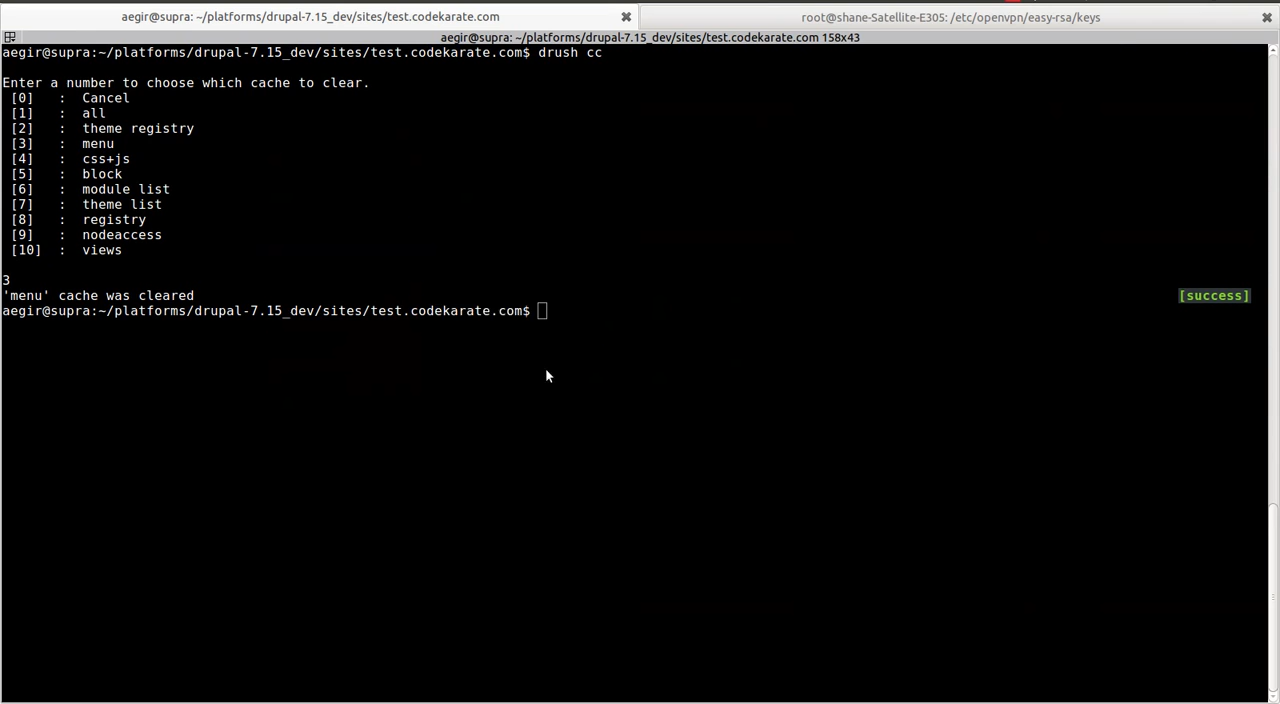 aegir@supra: ~/platforms/drupal-7.15_dev/sites/test.codekarate.com
root@shane-Satellite-E305: /etc/openvpn/easy-rsa/keys
aegir@supra: ~/platforms/drupal-7.15_dev/sites/test.codekarate.com 158x43
aegir@supra:~/platforms/drupal-7.15_dev/sites/test.codekarate.com$ drush cc
Enter a number to choose which cache to clear.
[0] : Cancel
[1] : all
[2] : theme registry
[3] : menu
[4] : css+js
[5] : block
[6] : module list
[7] : theme list
[8] : registry
[9] : nodeaccess
[10] : views
3
'menu' cache was cleared [success]
aegir@supra:~/platforms/drupal-7.15_dev/sites/test.codekarate.com$